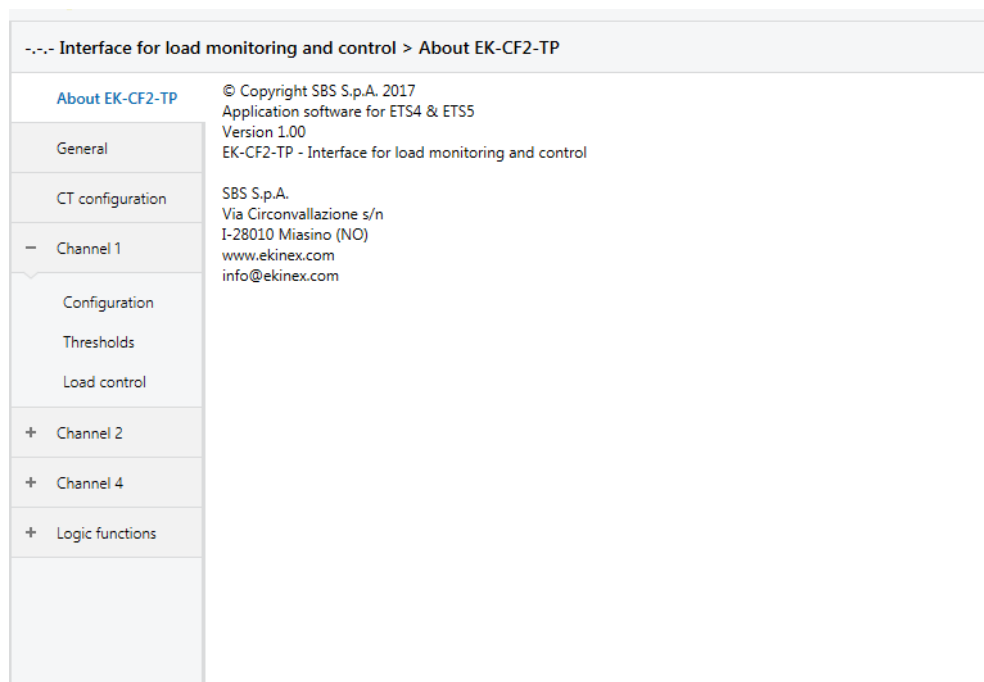 -.-.- Interface for load monitoring and control > About EK-CF2-TP
About EK-CF2-TP
General
CT configuration
− Channel 1
Configuration
Thresholds
Load control
+ Channel 2
+ Channel 4
+ Logic functions
© Copyright SBS S.p.A. 2017
Application software for ETS4 & ETS5
Version 1.00
EK-CF2-TP - Interface for load monitoring and control
SBS S.p.A.
Via Circonvallazione s/n
I-28010 Miasino (NO)
www.ekinex.com
info@ekinex.com